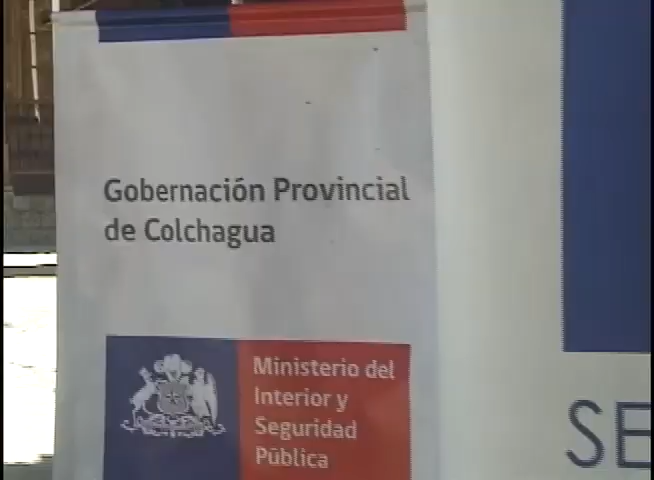 Gobernación Provincial
de Colchagua
Ministerio del
Interior y
Seguridad
Pública
SE